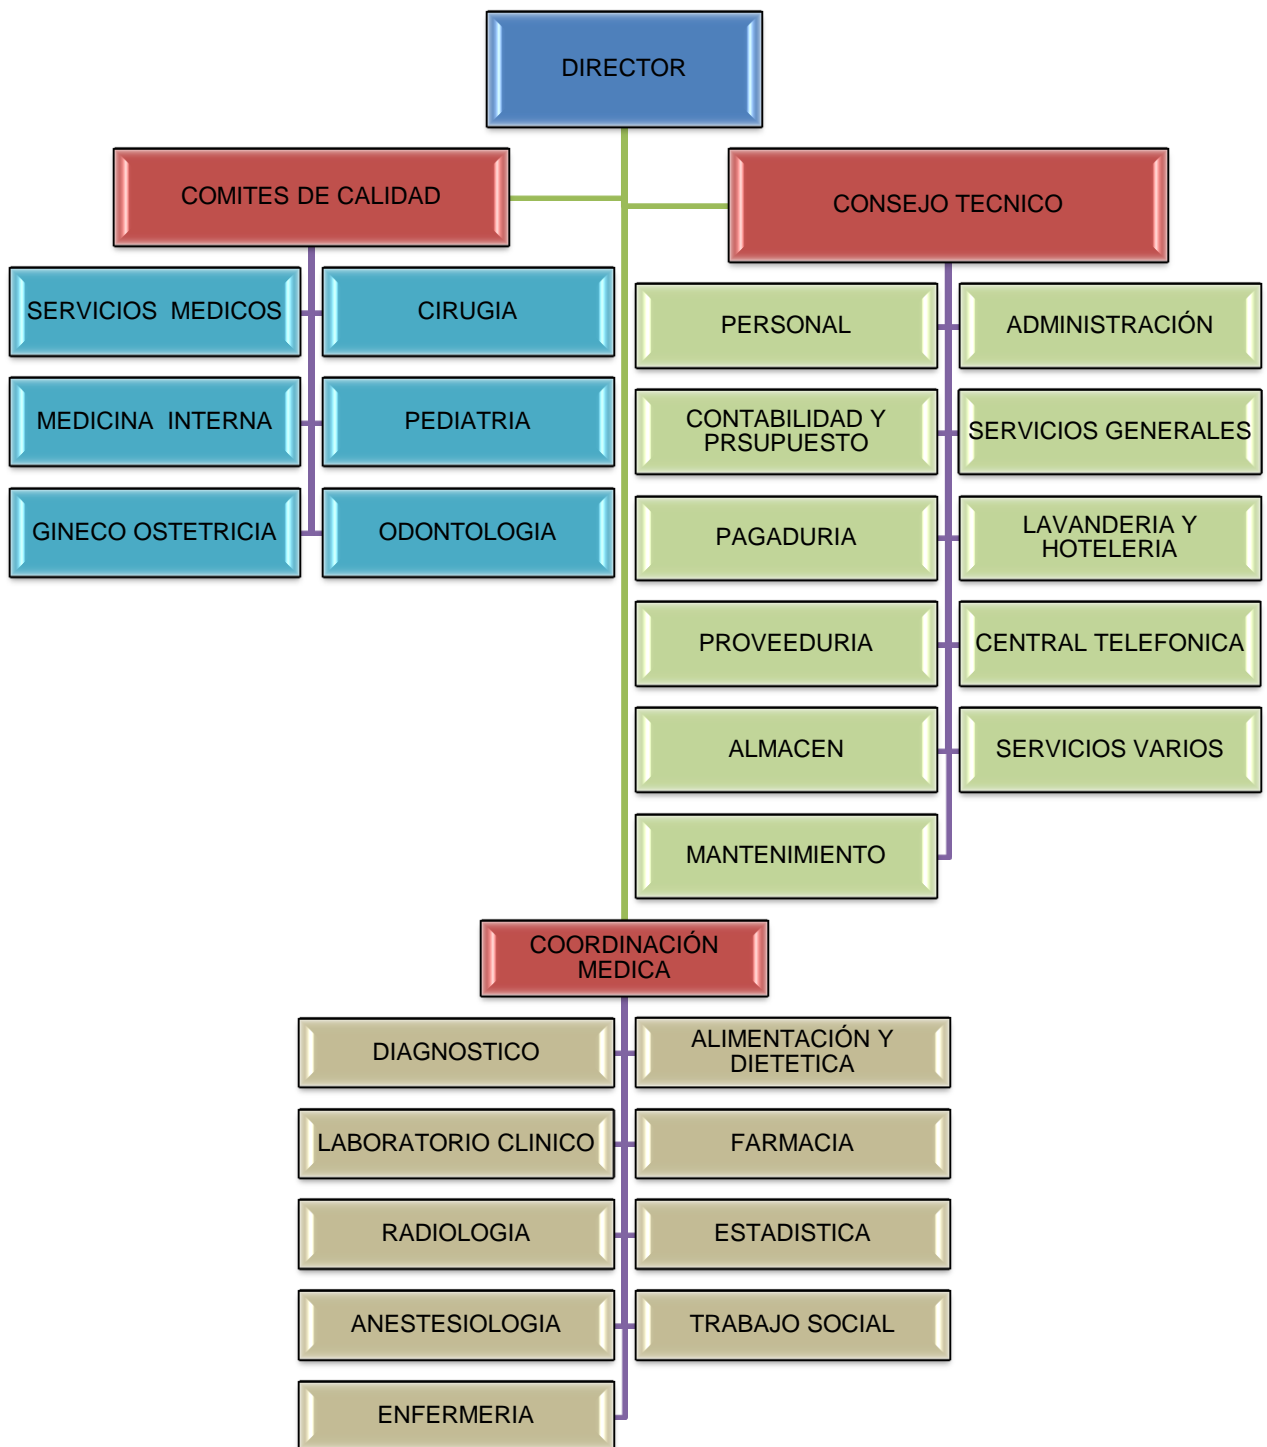 DIRECTOR
COMITES DE CALIDAD
CONSEJO TECNICO
SERVICIOS MEDICOS
CIRUGIA
MEDICINA INTERNA
PEDIATRIA
GINECO OSTETRICIA
ODONTOLOGIA
PERSONAL
ADMINISTRACIÓN
CONTABILIDAD Y
PRSUPUESTO
SERVICIOS GENERALES
PAGADURIA
LAVANDERIA Y
HOTELERIA
PROVEEDURIA
CENTRAL TELEFONICA
ALMACEN
SERVICIOS VARIOS
MANTENIMIENTO
COORDINACIÓN
MEDICA
DIAGNOSTICO
ALIMENTACIÓN Y
DIETETICA
LABORATORIO CLINICO
FARMACIA
RADIOLOGIA
ESTADISTICA
ANESTESIOLOGIA
TRABAJO SOCIAL
ENFERMERIA